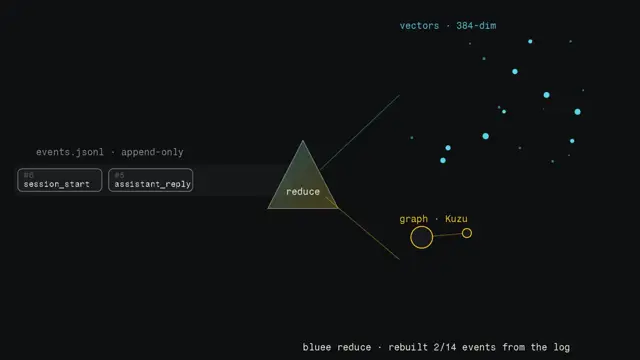 vectors · 384-dim
events.jsonl · append-only
#6
session_start
#5
assistant_reply
reduce
graph · Kuzu
bluee reduce · rebuilt 2/14 events from the log